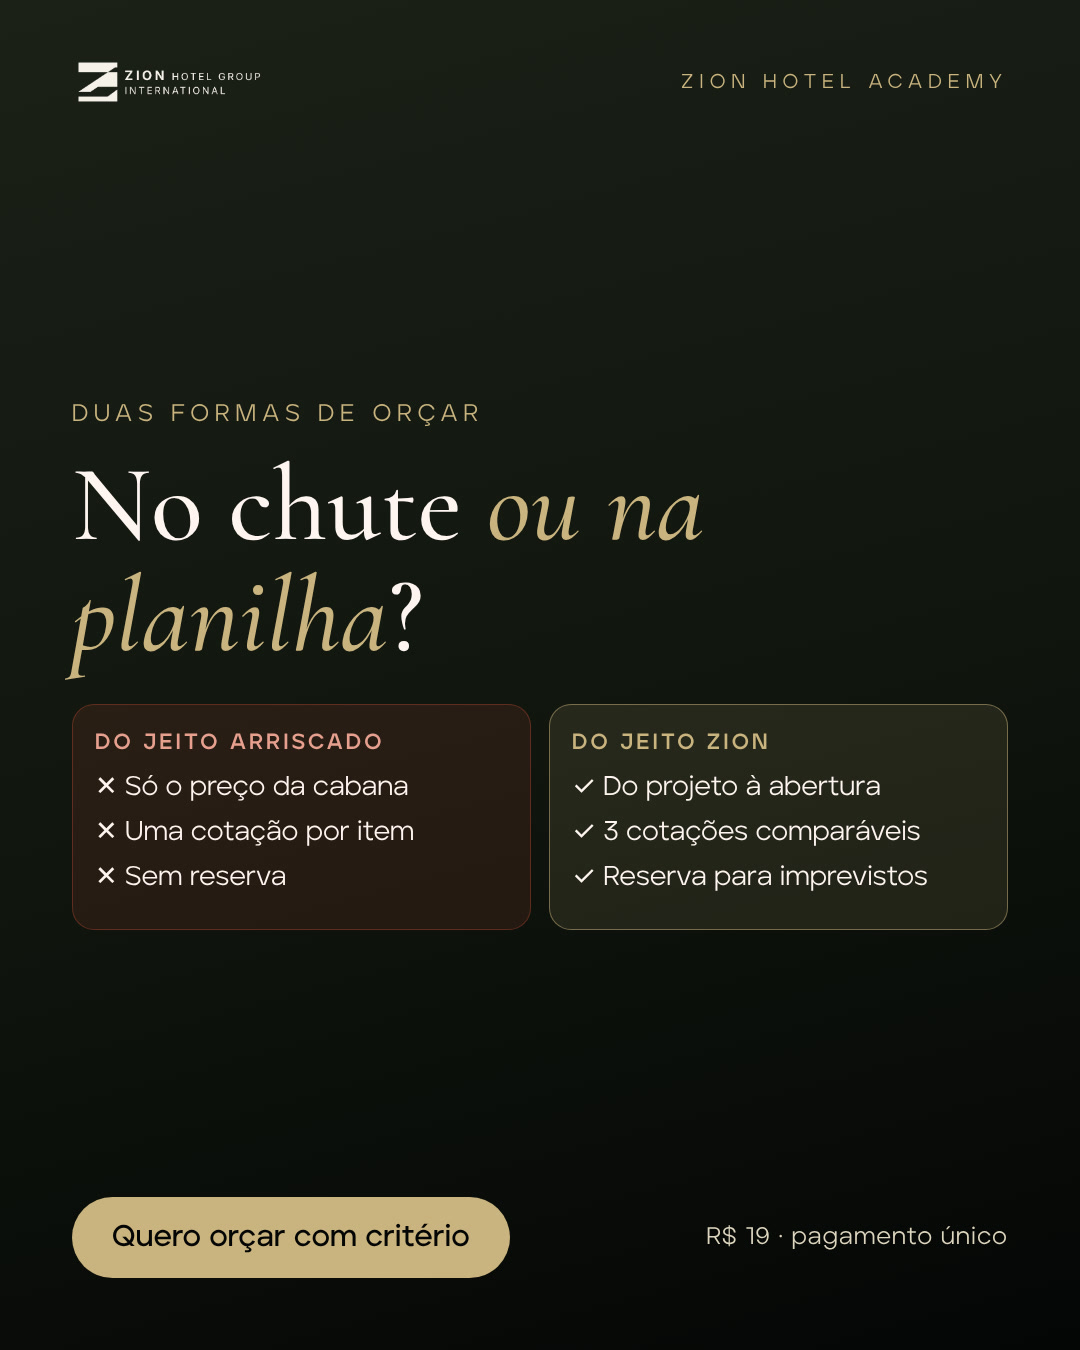 ZION HOTEL GROUP
INTERNATIONAL
ZION HOTEL ACADEMY
DUAS FORMAS DE ORÇAR
No chute ou na
planilha?
DO JEITO ARRISCADO
✕ Só o preço da cabana
✕ Uma cotação por item
✕ Sem reserva
DO JEITO ZION
✓ Do projeto à abertura
✓ 3 cotações comparáveis
✓ Reserva para imprevistos
Quero orçar com critério
R$ 19 · pagamento único